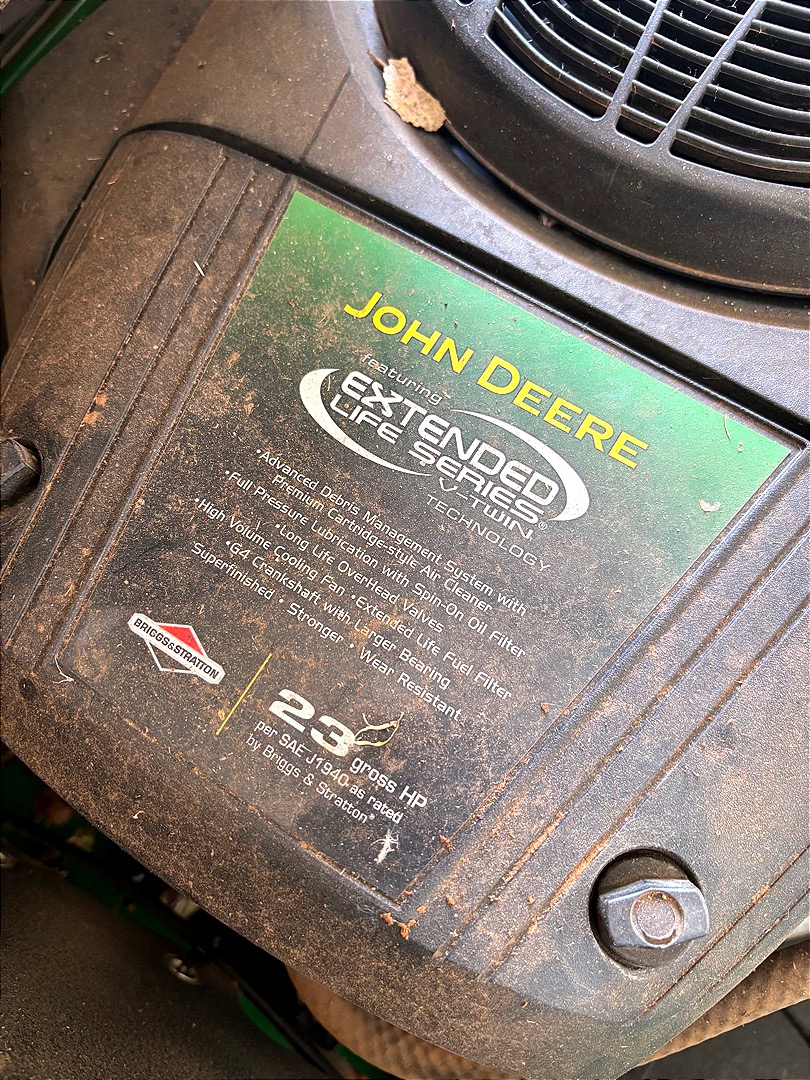 JOHN DEERE
featuring
EXTENDED
LIFE SERIES®
V-TWIN
TECHNOLOGY
•Advanced Debris Management System with
Premium Cartridge-style Air Cleaner
•Full Pressure Lubrication with Spin-On Oil Filter
•Long Life OverHead Valves
•High Volume Cooling Fan •Extended Life Fuel Filter
•G4 Crankshaft with Larger Bearing
Superfinished • Stronger • Wear Resistant
BRIGGS&STRATTON
23 gross HP
per SAE J1940 as rated
by Briggs & Stratton®